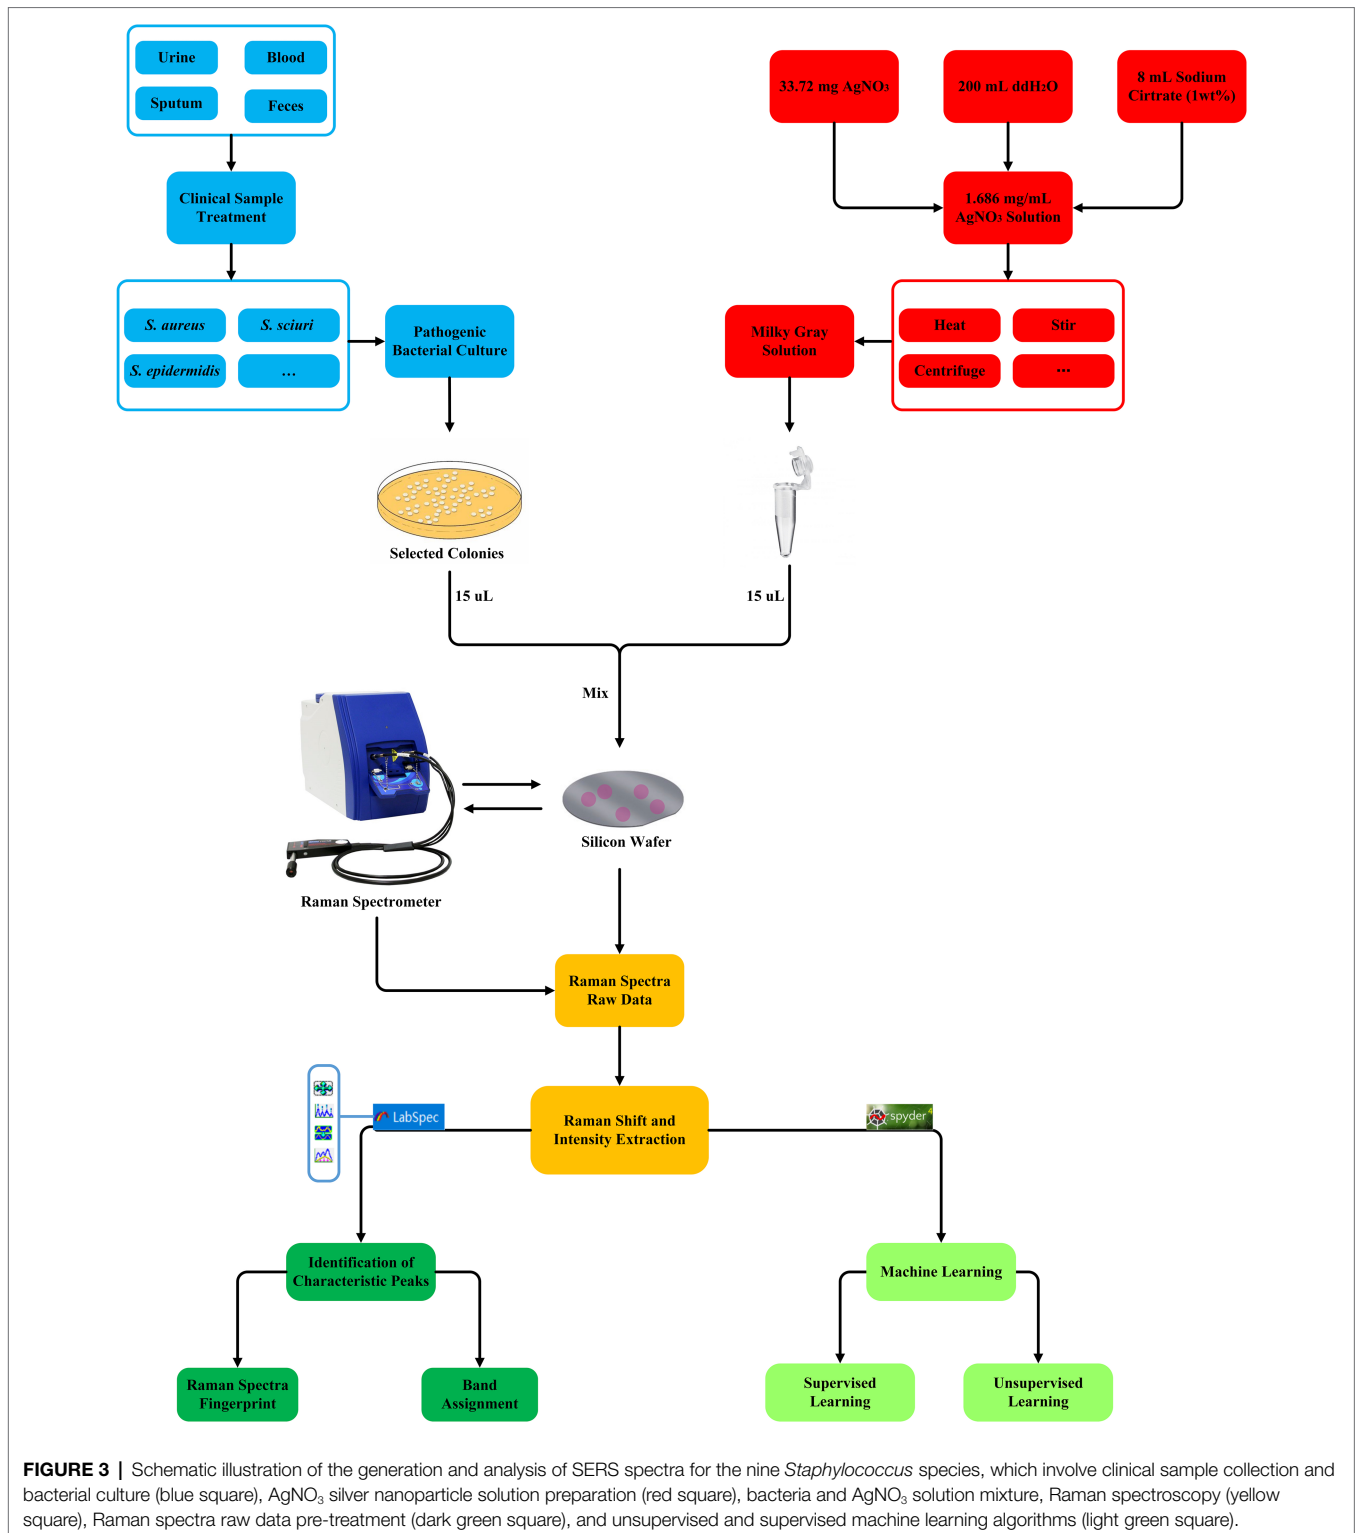 Urine
Blood
Sputum
Feces
Clinical Sample
Treatment
S. aureus
S. sciuri
S. epidermidis
...
Pathogenic
Bacterial Culture
Selected Colonies
33.72 mg AgNO3
200 mL ddH2O
8 mL Sodium
Cirtrate (1wt%)
1.686 mg/mL
AgNO3 Solution
Heat
Stir
Centrifuge
...
Milky Gray
Solution
15 uL
15 uL
Mix
Silicon Wafer
Raman Spectrometer
Raman Spectra
Raw Data
Raman Shift and
Intensity Extraction
LabSpec
spyder 4
Identification of
Characteristic Peaks
Raman Spectra
Fingerprint
Band
Assignment
Machine Learning
Supervised
Learning
Unsupervised
Learning
FIGURE 3 | Schematic illustration of the generation and analysis of SERS spectra for the nine Staphylococcus species, which involve clinical sample collection and
bacterial culture (blue square), AgNO3 silver nanoparticle solution preparation (red square), bacteria and AgNO3 solution mixture, Raman spectroscopy (yellow
square), Raman spectra raw data pre-treatment (dark green square), and unsupervised and supervised machine learning algorithms (light green square).